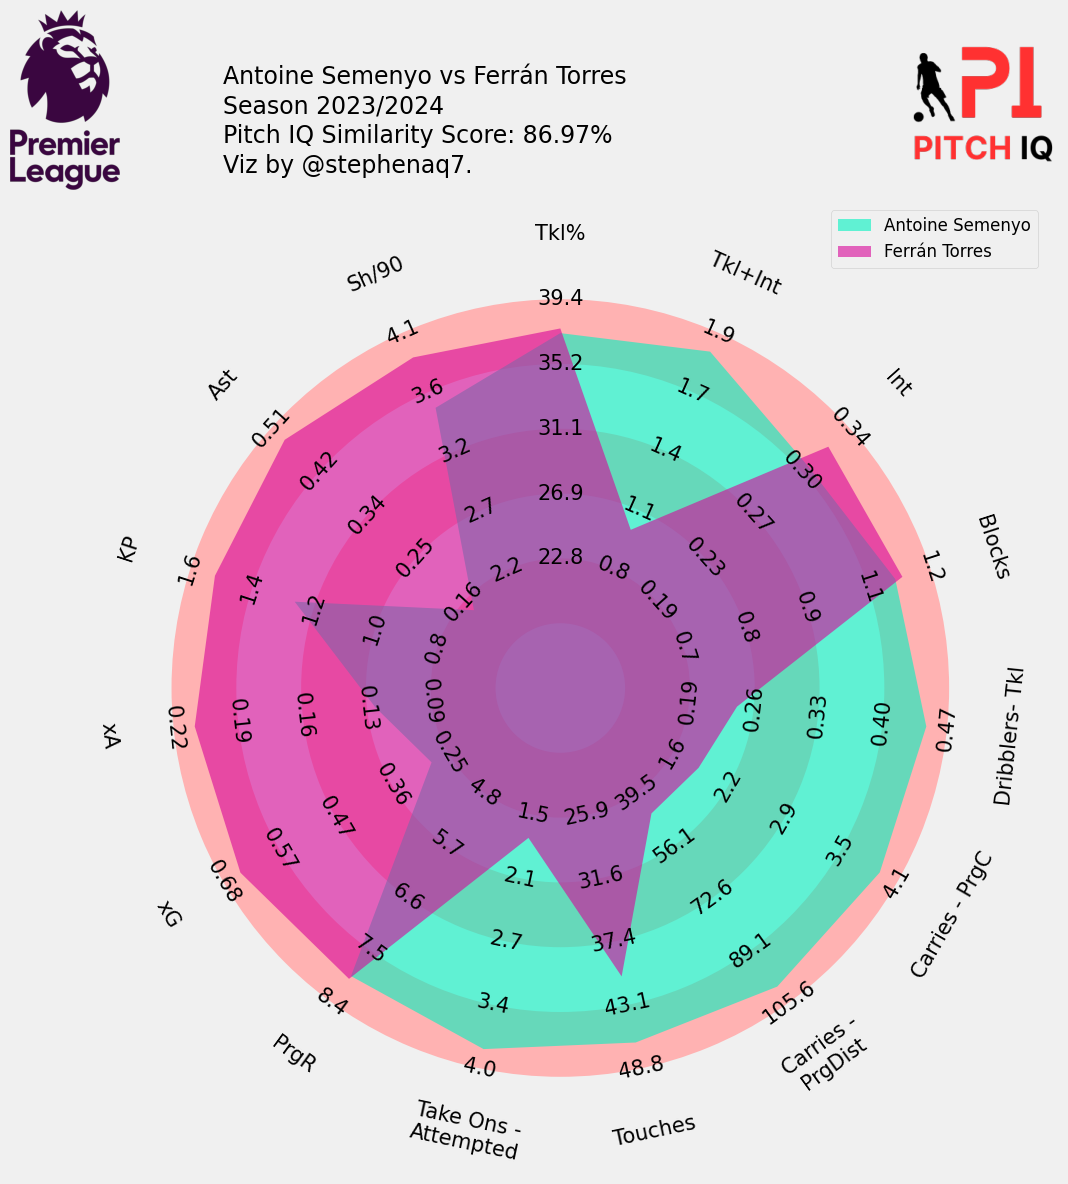 Premier
League
Antoine Semenyo vs Ferrán Torres
Season 2023/2024
Pitch IQ Similarity Score: 86.97%
Viz by @stephenaq7.
PI
PITCH IQ
Antoine Semenyo
Ferrán Torres
Tkl%
39.4
35.2
31.1
26.9
22.8
Tkl+Int
1.9
1.7
1.4
1.1
0.8
Int
0.34
0.30
0.27
0.23
0.19
Blocks
1.2
1.1
0.9
0.8
0.7
Dribblers- Tkl
0.47
0.40
0.33
0.26
0.19
Carries - PrgC
4.1
3.5
2.9
2.2
1.6
Carries -
PrgDist
105.6
89.1
72.6
56.1
39.5
Touches
48.8
43.1
37.4
31.6
25.9
Take Ons -
Attempted
4.0
3.4
2.7
2.1
1.5
PrgR
8.4
7.5
6.6
5.7
4.8
xG
0.68
0.57
0.47
0.36
0.25
xA
0.22
0.19
0.16
0.13
0.09
KP
1.6
1.4
1.2
1.0
0.8
Ast
0.51
0.42
0.34
0.25
0.16
Sh/90
4.1
3.6
3.2
2.7
2.2